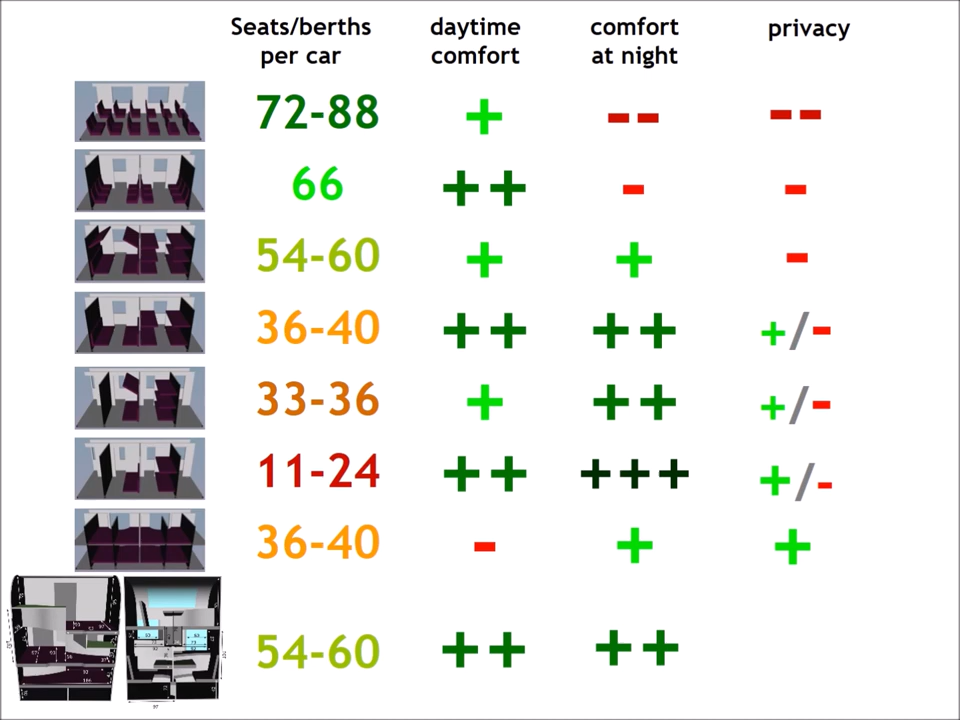 Seats/berths per car daytime comfort comfort at night privacy
72-88 + -- --
66 ++ - -
54-60 + + -
36-40 ++ ++ +/-
33-36 + ++ +/-
11-24 ++ +++ +/-
36-40 - + +
54-60 ++ ++